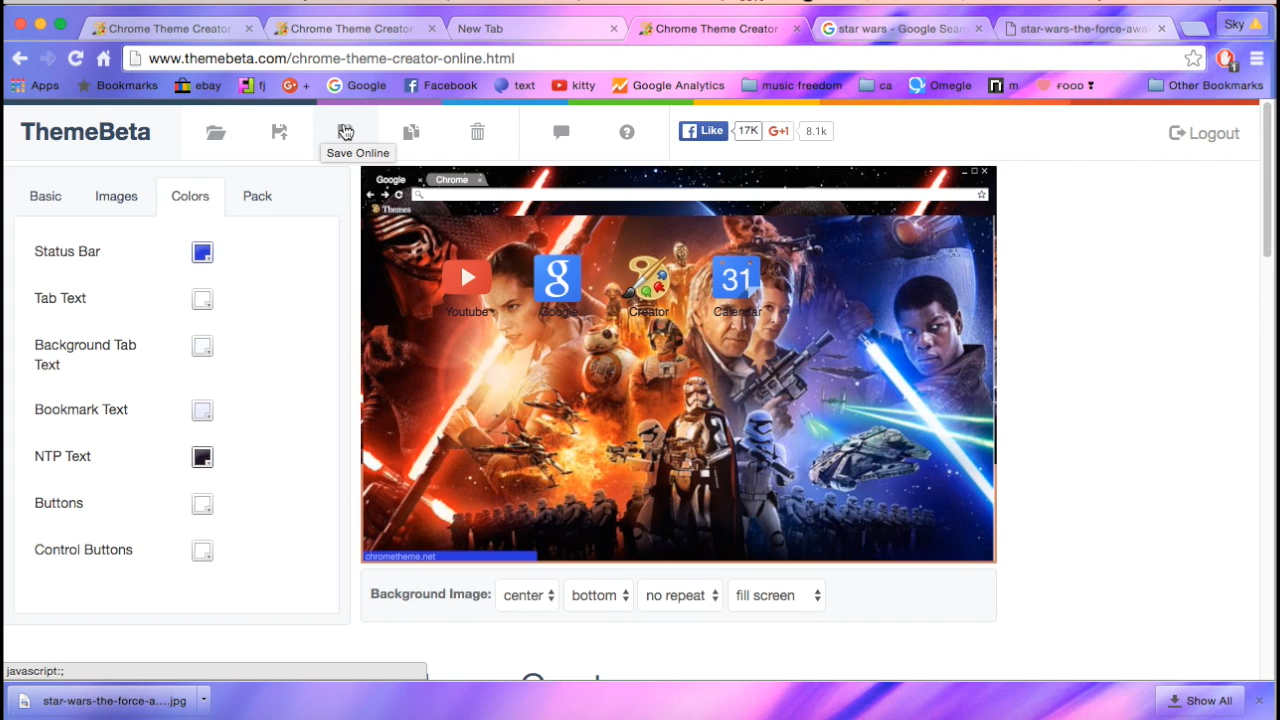 Chrome Theme Creator
Chrome Theme Creator
New Tab
Chrome Theme Creator
star wars - Google Sear
star-wars-the-force-awa
Sky
www.themebeta.com/chrome-theme-creator-online.html
Apps
Bookmarks
ebay
fj
+
Google
Facebook
text
kitty
Google Analytics
music freedom
ca
Omegle
m
FOOD
Other Bookmarks
ThemeBeta
Save Online
Like
17K
+1
8.1k
Logout
Basic
Images
Colors
Pack
Status Bar
Tab Text
Background Tab
Text
Bookmark Text
NTP Text
Buttons
Control Buttons
Google
Chrome
Themes
Youtube
Google
Creator
31
Calendar
chrometheme.net
Background Image:
center
bottom
no repeat
fill screen
javascript:;
star-wars-the-force-a....jpg
Show All